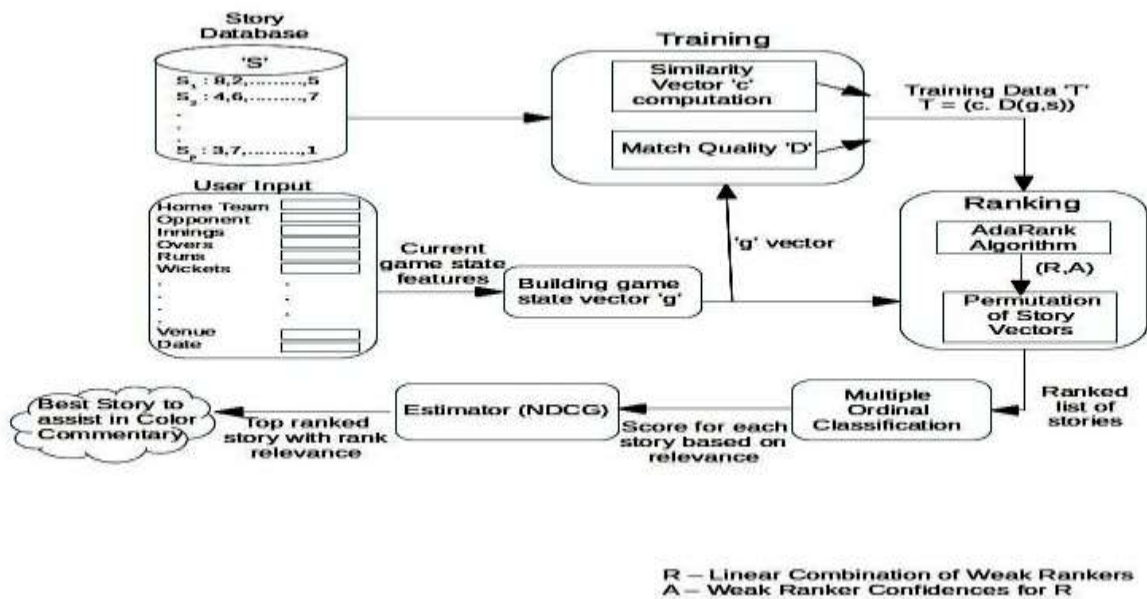 Story
Database
'S'
S₁ : 8,2,.........,5
S₂ : 4,6,.........,7
.
.
.
Sₚ : 3,7,.........,1
Training
Similarity
Vector 'c'
computation
Match Quality 'D'
Training Data 'T'
T = (c. D(g,s))
User Input
Home Team
Opponent
Innings
Overs
Runs
Wickets
.
.
.
.
Venue
Date
Current
game state
features
Building game
state vector 'g'
'g' vector
Ranking
AdaRank
Algorithm
(R,A)
Permutation
of Story
Vectors
Ranked
list of
stories
Multiple
Ordinal
Classification
Score for each
story based on
relevance
Estimator (NDCG)
Top ranked
story with rank
relevance
Best Story to
assist in Color
Commentary
R – Linear Combination of Weak Rankers
A – Weak Ranker Confidences for R